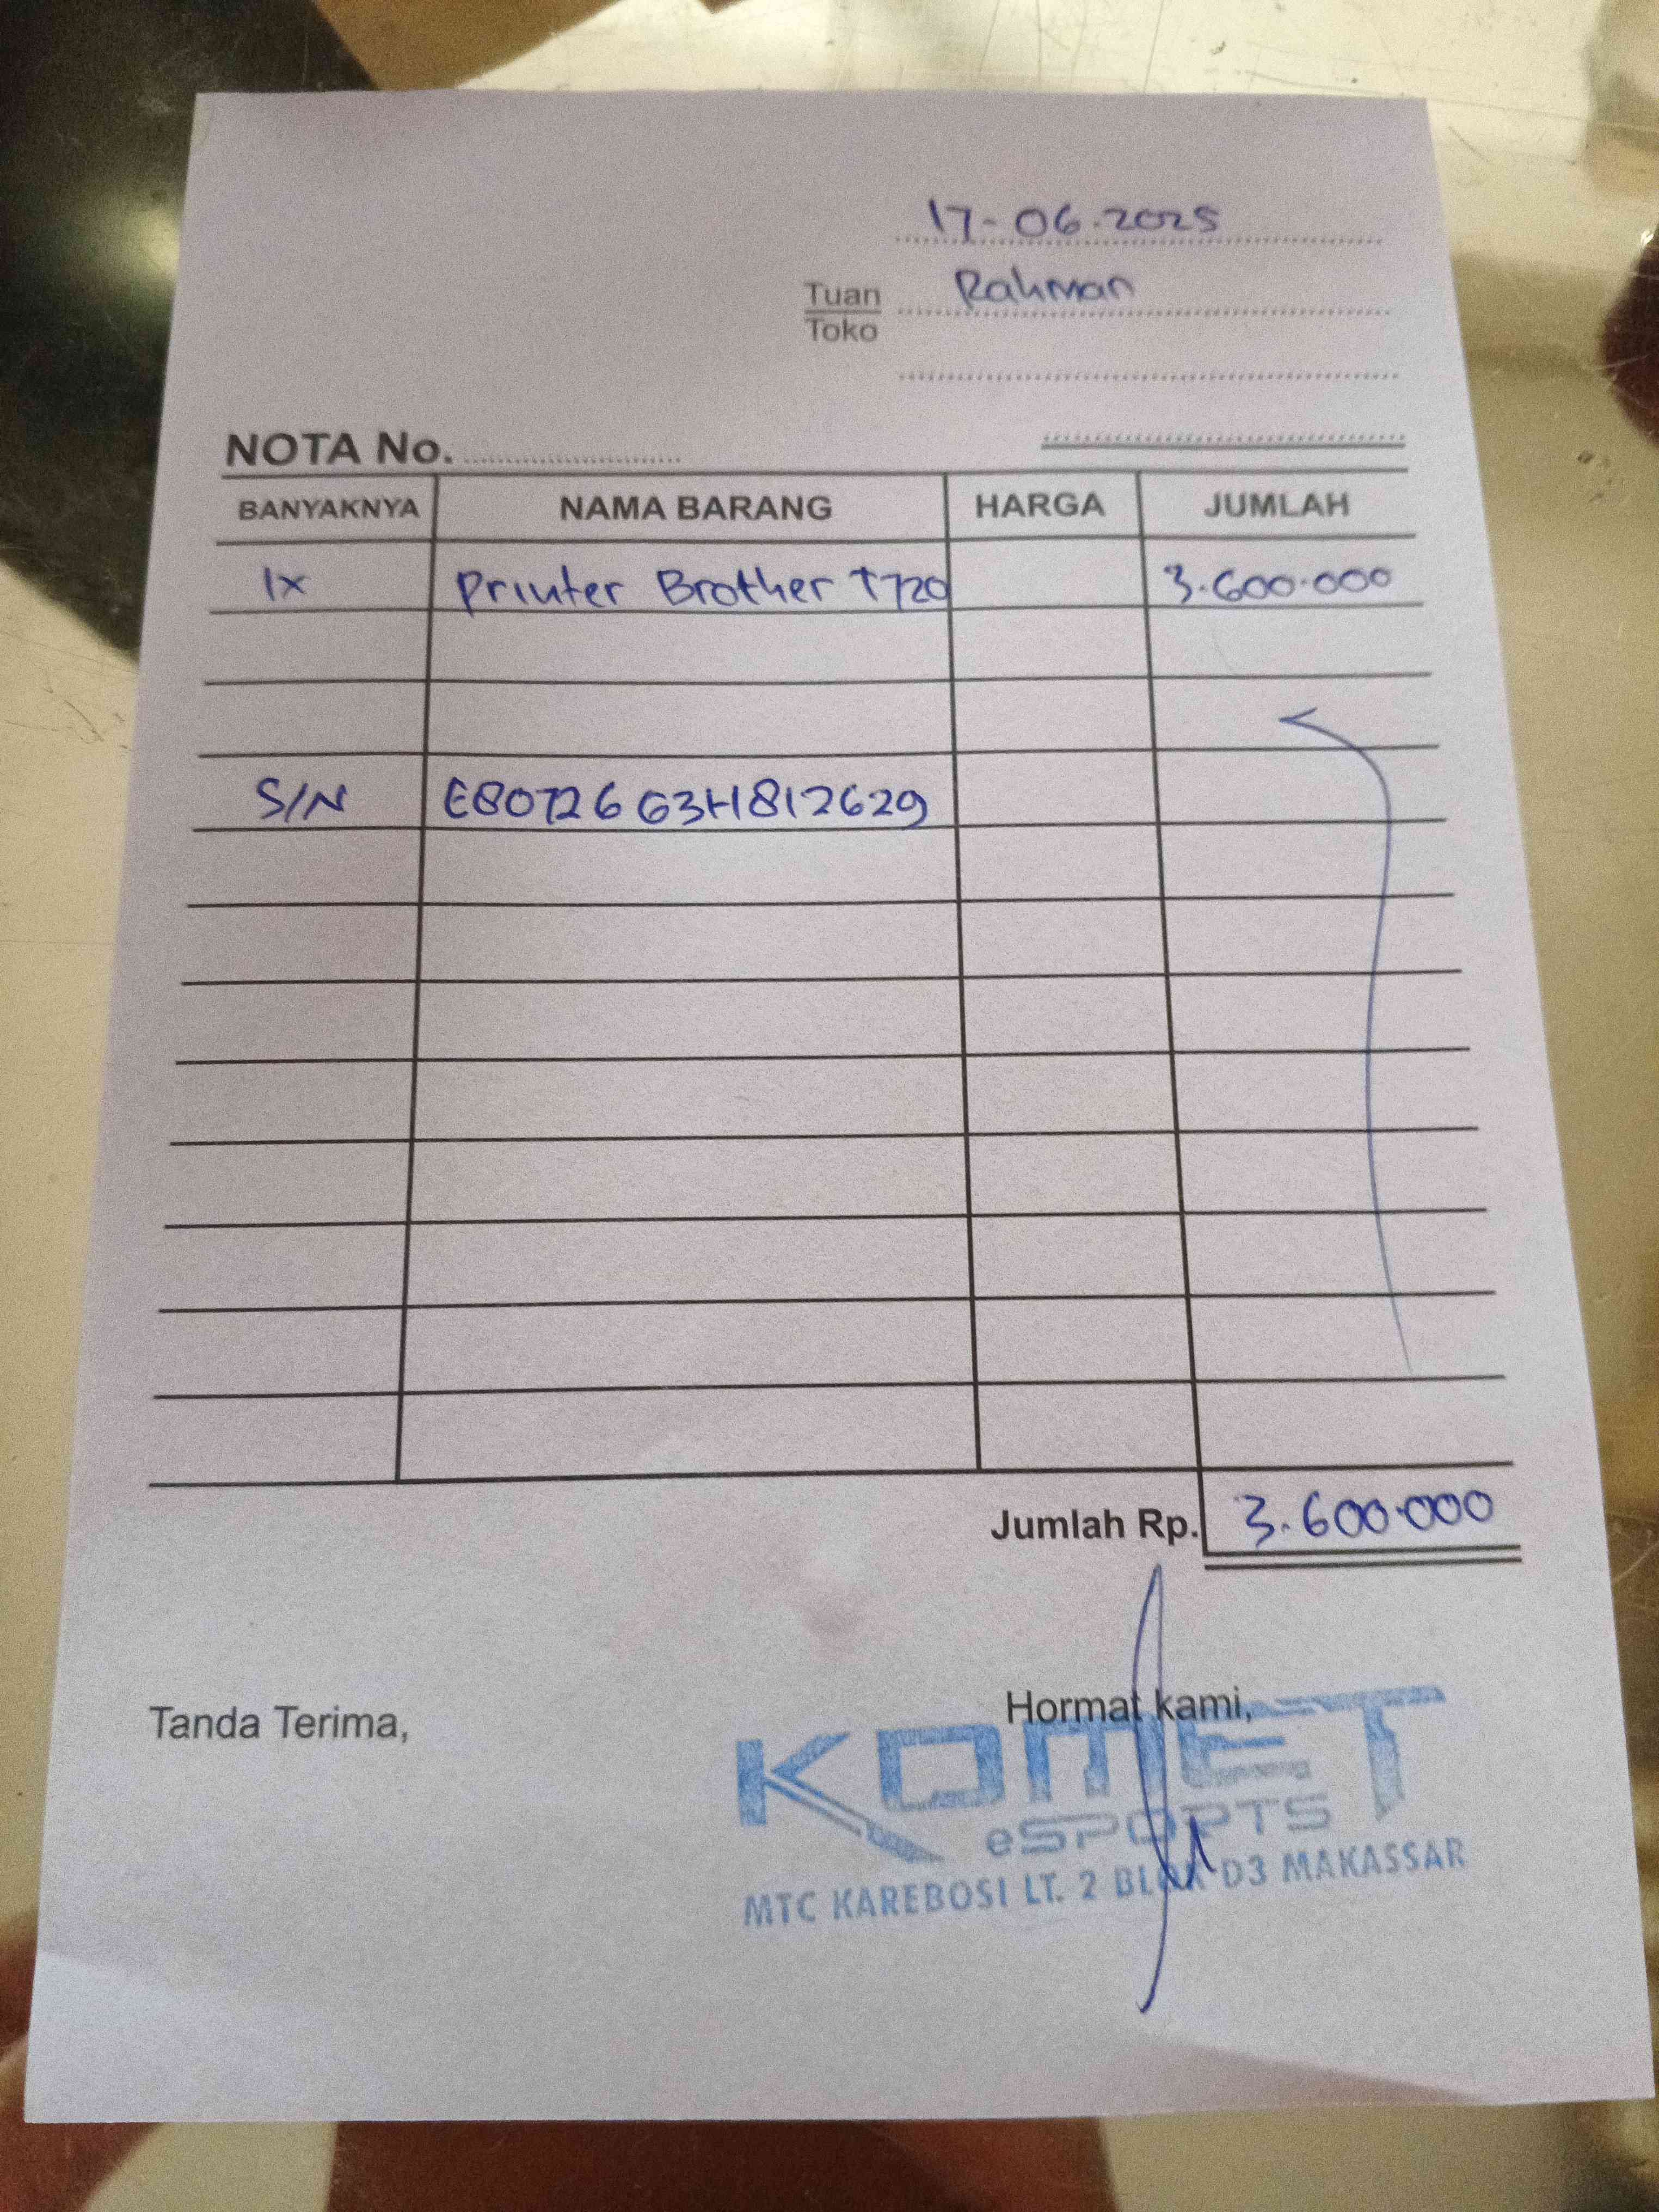 17-06-2025
Tuan Rahman
Toko
NOTA No.
BANYAKNYA NAMA BARANG HARGA JUMLAH
1x Printer Brother T720 3.600.000
S/N E80726G3H812629
Jumlah Rp. 3.600.000
Tanda Terima, Hormat kami,
KOMET
eSPORTS
MTC KAREBOSI LT. 2 BLOK D3 MAKASSAR